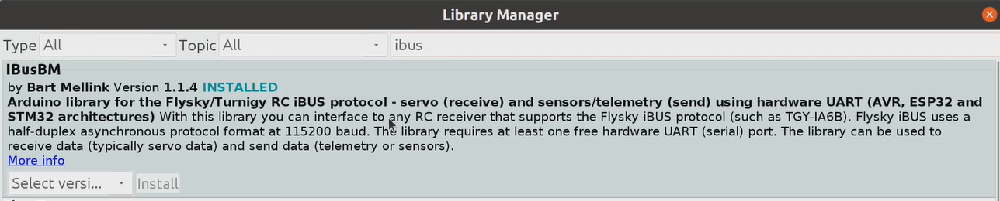 Library Manager
Type All Topic All ibus
IBusBM
by Bart Mellink Version 1.1.4 INSTALLED
Arduino library for the Flysky/Turnigy RC iBUS protocol - servo (receive) and sensors/telemetry (send) using hardware UART (AVR, ESP32 and
STM32 architectures) With this library you can interface to any RC receiver that supports the Flysky iBUS protocol (such as TGY-IA6B). Flysky iBUS uses a
half-duplex asynchronous protocol format at 115200 baud. The library requires at least one free hardware UART (serial) port. The library can be used to
receive data (typically servo data) and send data (telemetry or sensors).
More info
Select versi... Install